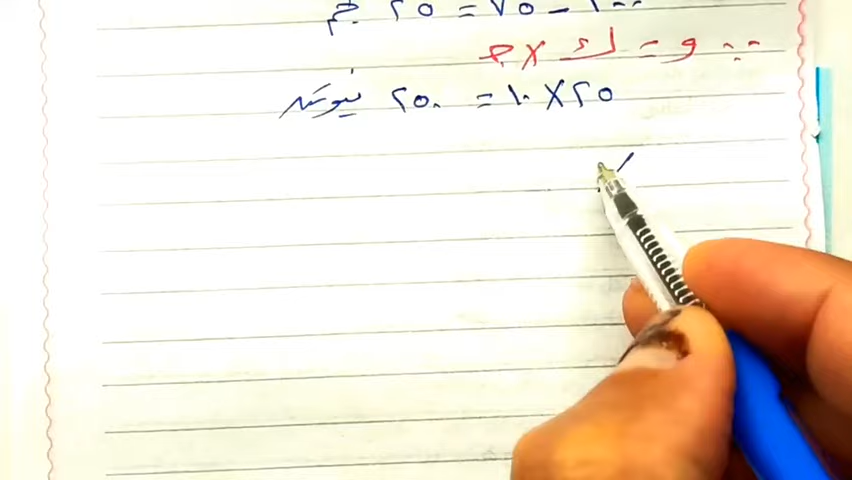 ١٠٠ - ٧٥ = ٢٥ جم
∴ و = ك × جـ
٢٥ × ١٠ = ٢٥٠ نيوتن